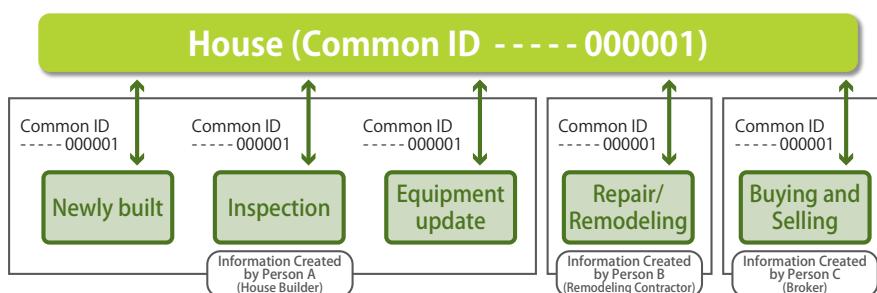 House (Common ID - - - - - 000001)
Common ID
- - - - - 000001
Common ID
- - - - - 000001
Common ID
- - - - - 000001
Common ID
- - - - - 000001
Common ID
- - - - - 000001
Newly built
Inspection
Equipment
update
Repair/
Remodeling
Buying and
Selling
Information Created
by Person A
(House Builder)
Information Created
by Person B
(Remodeling Contractor)
Information Created
by Person C
(Broker)